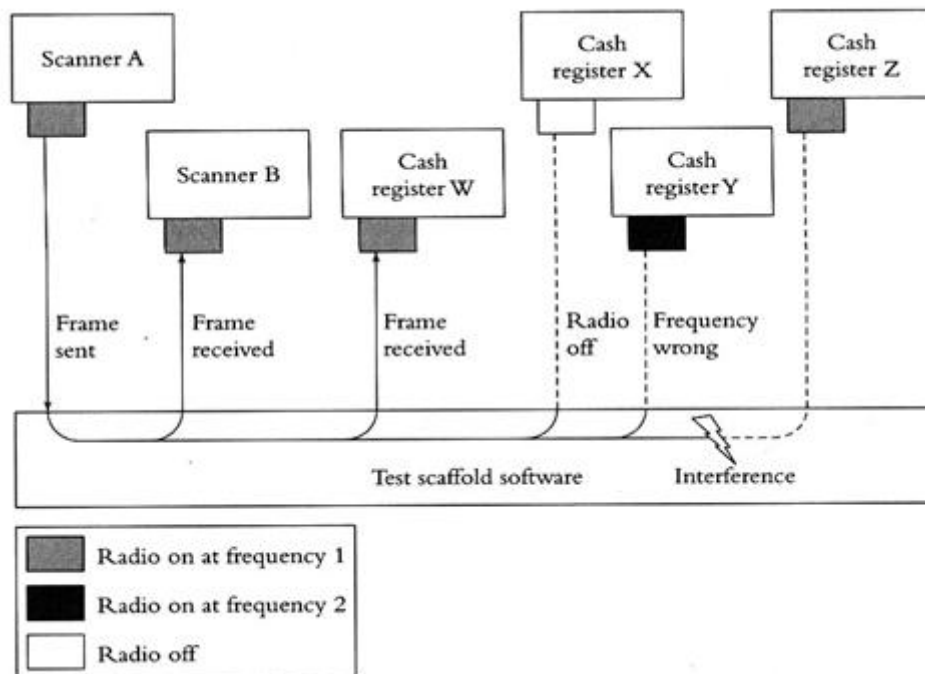 Scanner A
Cash
register X
Cash
register Z
Scanner B
Cash
register W
Cash
register Y
Frame
sent
Frame
received
Frame
received
Radio
off
Frequency
wrong
Test scaffold software
Interference
Radio on at frequency 1
Radio on at frequency 2
Radio off